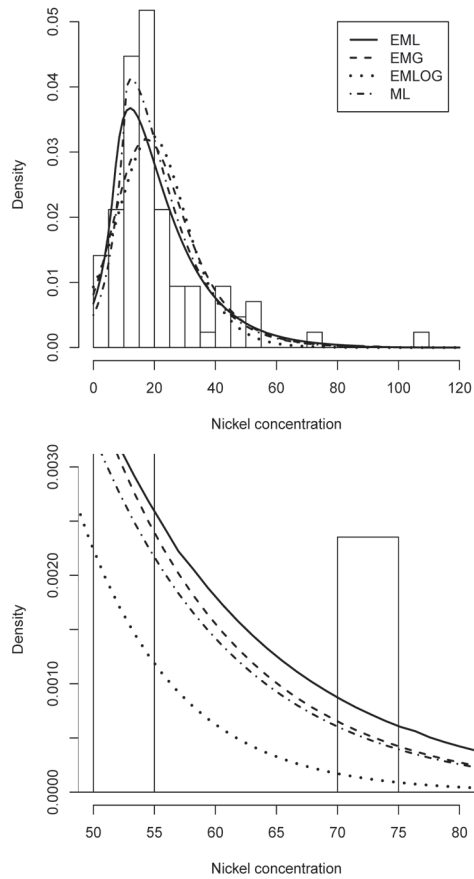 0.05
0.04
0.03
0.02
0.01
0.00
Density
EML
EMG
EMLOG
ML
0 20 40 60 80 100 120
Nickel concentration
0.0030
0.0020
0.0010
0.0000
Density
50 55 60 65 70 75 80
Nickel concentration